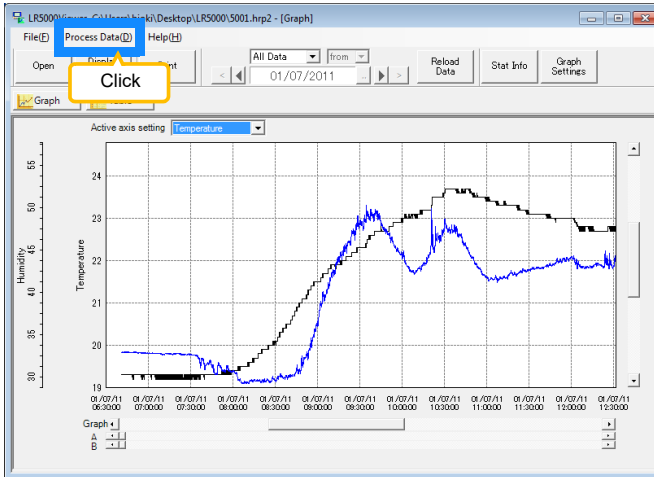 LR5000Viewer C:\Users\hioki\Desktop\LR5000\5001.hrp2 - [Graph]
File(F) Process Data(D) Help(H)
All Data from
Open Click Reload Data Stat Info Graph Settings
< 01/07/2011 .. >
Graph
Active axis setting Temperature
Humidity
55
50
45
40
35
30
Temperature
24
23
22
21
20
19
01/07/11 01/07/11 01/07/11 01/07/11 01/07/11 01/07/11 01/07/11 01/07/11 01/07/11 01/07/11 01/07/11 01/07/11 01/07/11
06:30:00 07:00:00 07:30:00 08:00:00 08:30:00 09:00:00 09:30:00 10:00:00 10:30:00 11:00:00 11:30:00 12:00:00 12:30:00
Graph
A
B